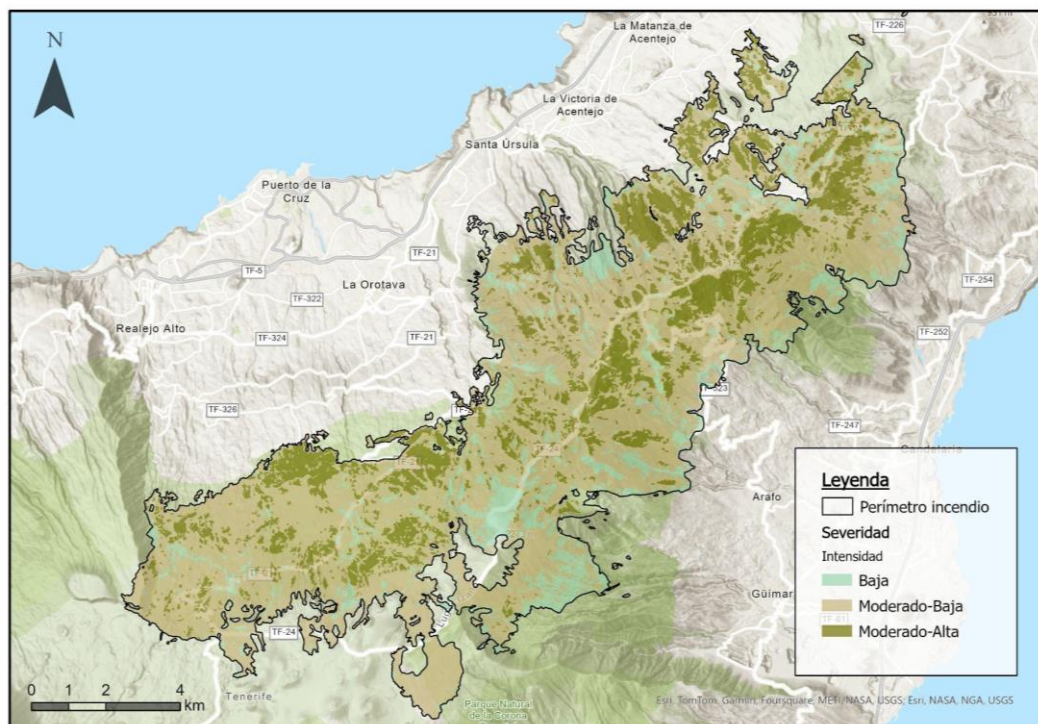 TF-226
La Matanza de
Acentejo
N
La Victoria de
Acentejo
Santa Úrsula
Puerto de la
Cruz
TF-21
TF-5
TF-254
La Orotava
TF-322
Realejo Alto
TF-324
TF-21
TF-252
TF-326
TF-247
Candelaria
Leyenda
Perímetro incendio
Arafo
Severidad
Intensidad
Baja
Güímar
Moderado-Baja
TF-61
Moderado-Alta
TF-24
Tenerife
Parque Natural
de la Corona
0 1 2 4
km
Esri, TomTom, Garmin, Foursquare, METI/NASA, USGS; Esri, NASA, NGA, USGS